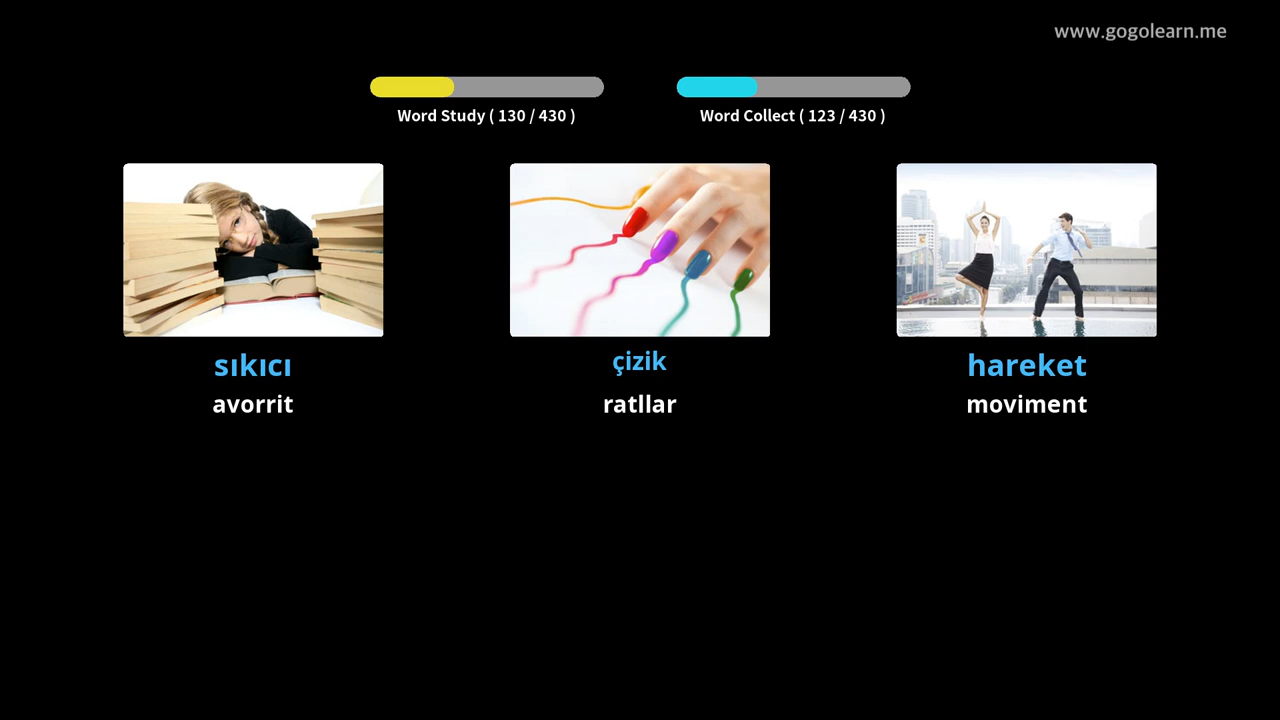 www.gogolearn.me
Word Study ( 130 / 430 )
Word Collect ( 123 / 430 )
sıkıcı
çizik
hareket
avorrit
ratllar
moviment